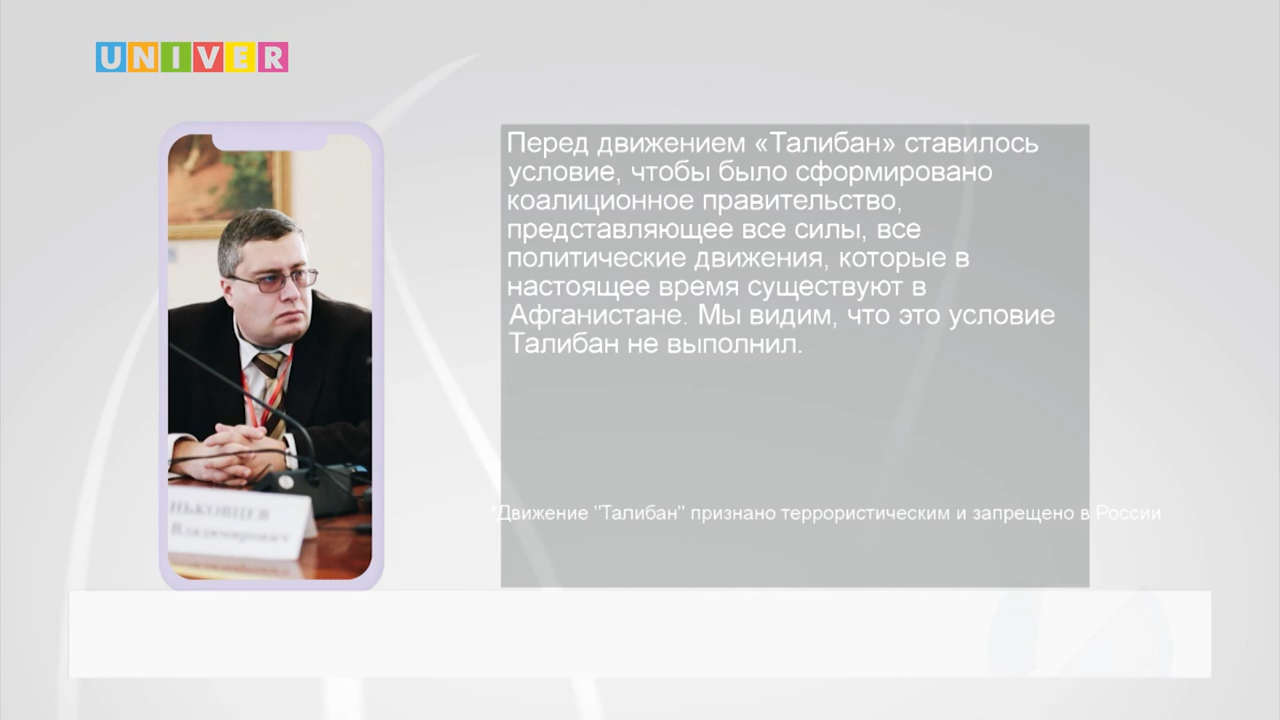 UNIVER
Перед движением «Талибан» ставилось
условие, чтобы было сформировано
коалиционное правительство,
представляющее все силы, все
политические движения, которые в
настоящее время существуют в
Афганистане. Мы видим, что это условие
Талибан не выполнил.
*Движение "Талибан" признано террористическим и запрещено в России
Владимирович